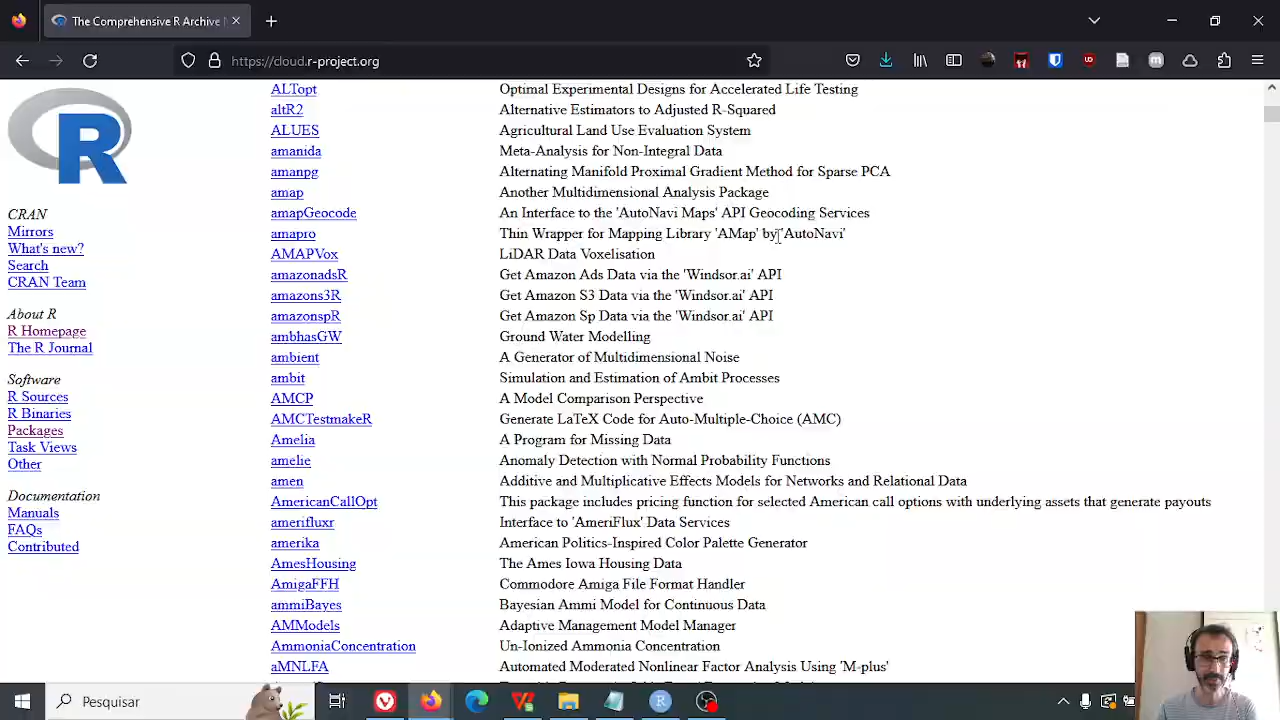 The Comprehensive R Archive
https://cloud.r-project.org
R
CRAN
Mirrors
What's new?
Search
CRAN Team
About R
R Homepage
The R Journal
Software
R Sources
R Binaries
Packages
Task Views
Other
Documentation
Manuals
FAQs
Contributed
ALTopt Optimal Experimental Designs for Accelerated Life Testing
altR2 Alternative Estimators to Adjusted R-Squared
ALUES Agricultural Land Use Evaluation System
amanida Meta-Analysis for Non-Integral Data
amanpg Alternating Manifold Proximal Gradient Method for Sparse PCA
amap Another Multidimensional Analysis Package
amapGeocode An Interface to the 'AutoNavi Maps' API Geocoding Services
amapro Thin Wrapper for Mapping Library 'AMap' by 'AutoNavi'
AMAPVox LiDAR Data Voxelisation
amazonadsR Get Amazon Ads Data via the 'Windsor.ai' API
amazons3R Get Amazon S3 Data via the 'Windsor.ai' API
amazonspR Get Amazon Sp Data via the 'Windsor.ai' API
ambhasGW Ground Water Modelling
ambient A Generator of Multidimensional Noise
ambit Simulation and Estimation of Ambit Processes
AMCP A Model Comparison Perspective
AMCTestmakeR Generate LaTeX Code for Auto-Multiple-Choice (AMC)
Amelia A Program for Missing Data
amelie Anomaly Detection with Normal Probability Functions
amen Additive and Multiplicative Effects Models for Networks and Relational Data
AmericanCallOpt This package includes pricing function for selected American call options with underlying assets that generate payouts
amerifluxr Interface to 'AmeriFlux' Data Services
amerika American Politics-Inspired Color Palette Generator
AmesHousing The Ames Iowa Housing Data
AmigaFFH Commodore Amiga File Format Handler
ammiBayes Bayesian Ammi Model for Continuous Data
AMModels Adaptive Management Model Manager
AmmoniaConcentration Un-Ionized Ammonia Concentration
aMNLFA Automated Moderated Nonlinear Factor Analysis Using 'M-plus'
Pesquisar